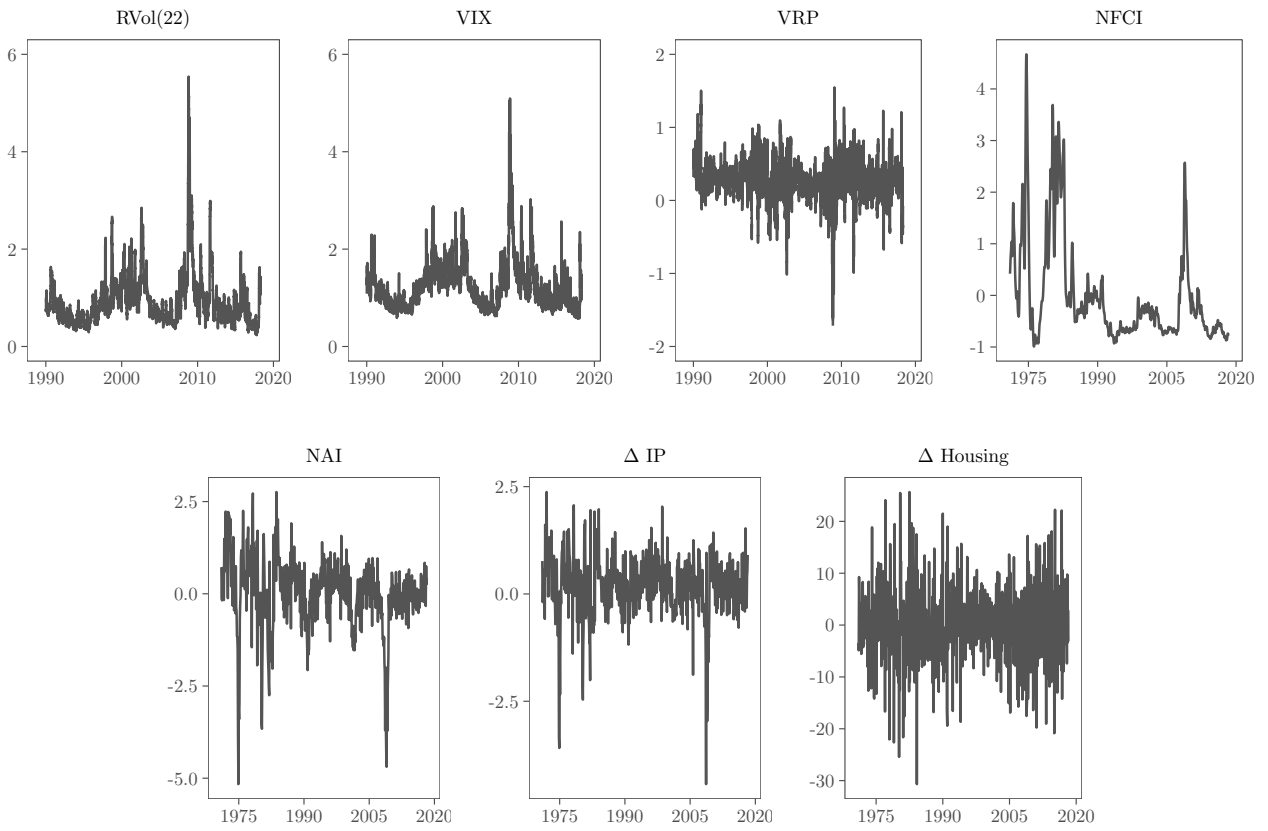 RVol(22) VIX VRP NFCI
6 6 2 4
4 4 1 3
2 2 0 2
0 0 -1 1
-2 0
-1
1990 2000 2010 2020 1990 2000 2010 2020 1990 2000 2010 2020 1975 1990 2005 2020
NAI Δ IP Δ Housing
2.5 2.5 20
0.0 0.0 10
-2.5 -2.5 0
-5.0 -10
-20
-30
1975 1990 2005 2020 1975 1990 2005 2020 1975 1990 2005 2020